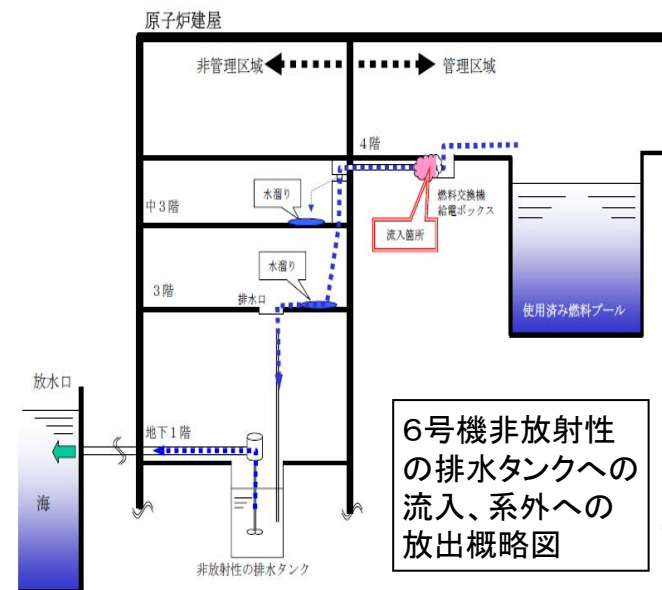 原子炉建屋
非管理区域
管理区域
4階
水溜り
燃料交換機
給電ボックス
中3階
流入箇所
水溜り
3階
排水口
使用済み燃料プール
放水口
地下1階
海
非放射性の排水タンク
6号機非放射性
の排水タンクへの
流入、系外への
放出概略図